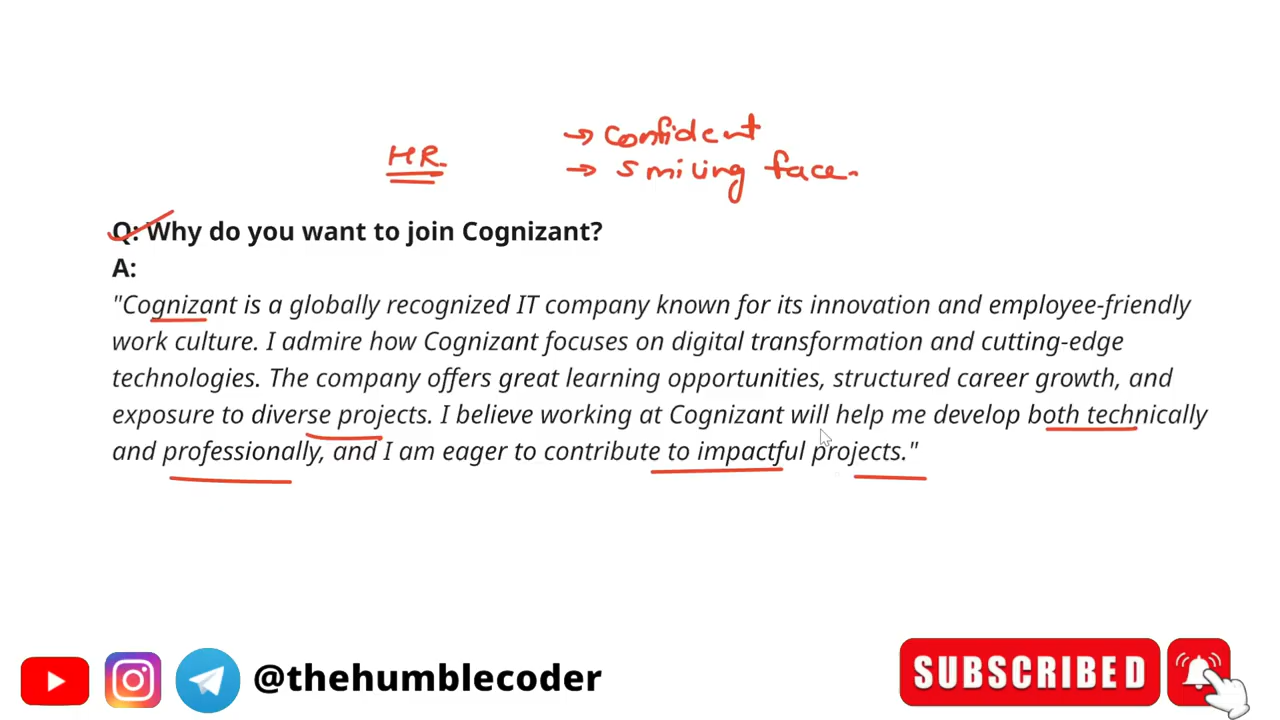 → Confident
HR.
→ Smiling face.
Q: Why do you want to join Cognizant?
A:
"Cognizant is a globally recognized IT company known for its innovation and employee-friendly
work culture. I admire how Cognizant focuses on digital transformation and cutting-edge
technologies. The company offers great learning opportunities, structured career growth, and
exposure to diverse projects. I believe working at Cognizant will help me develop both technically
and professionally, and I am eager to contribute to impactful projects."
@thehumblecoder
SUBSCRIBED